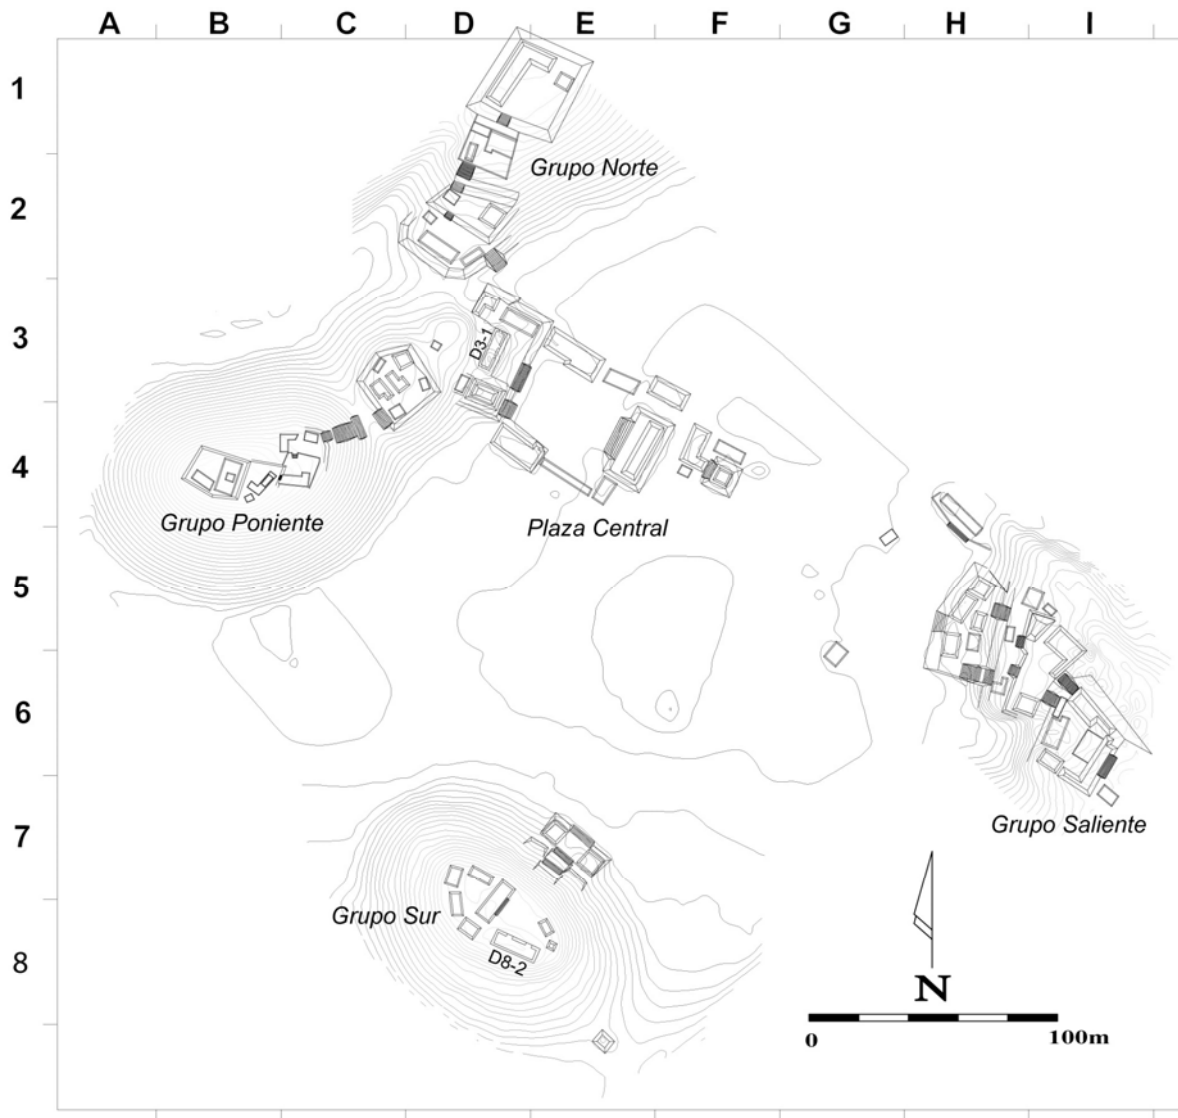 A B C D E F G H I
1
Grupo Norte
2
3
D3-1
4
Grupo Poniente
Plaza Central
5
6
Grupo Saliente
7
Grupo Sur
8
D8-2
N
0 100m